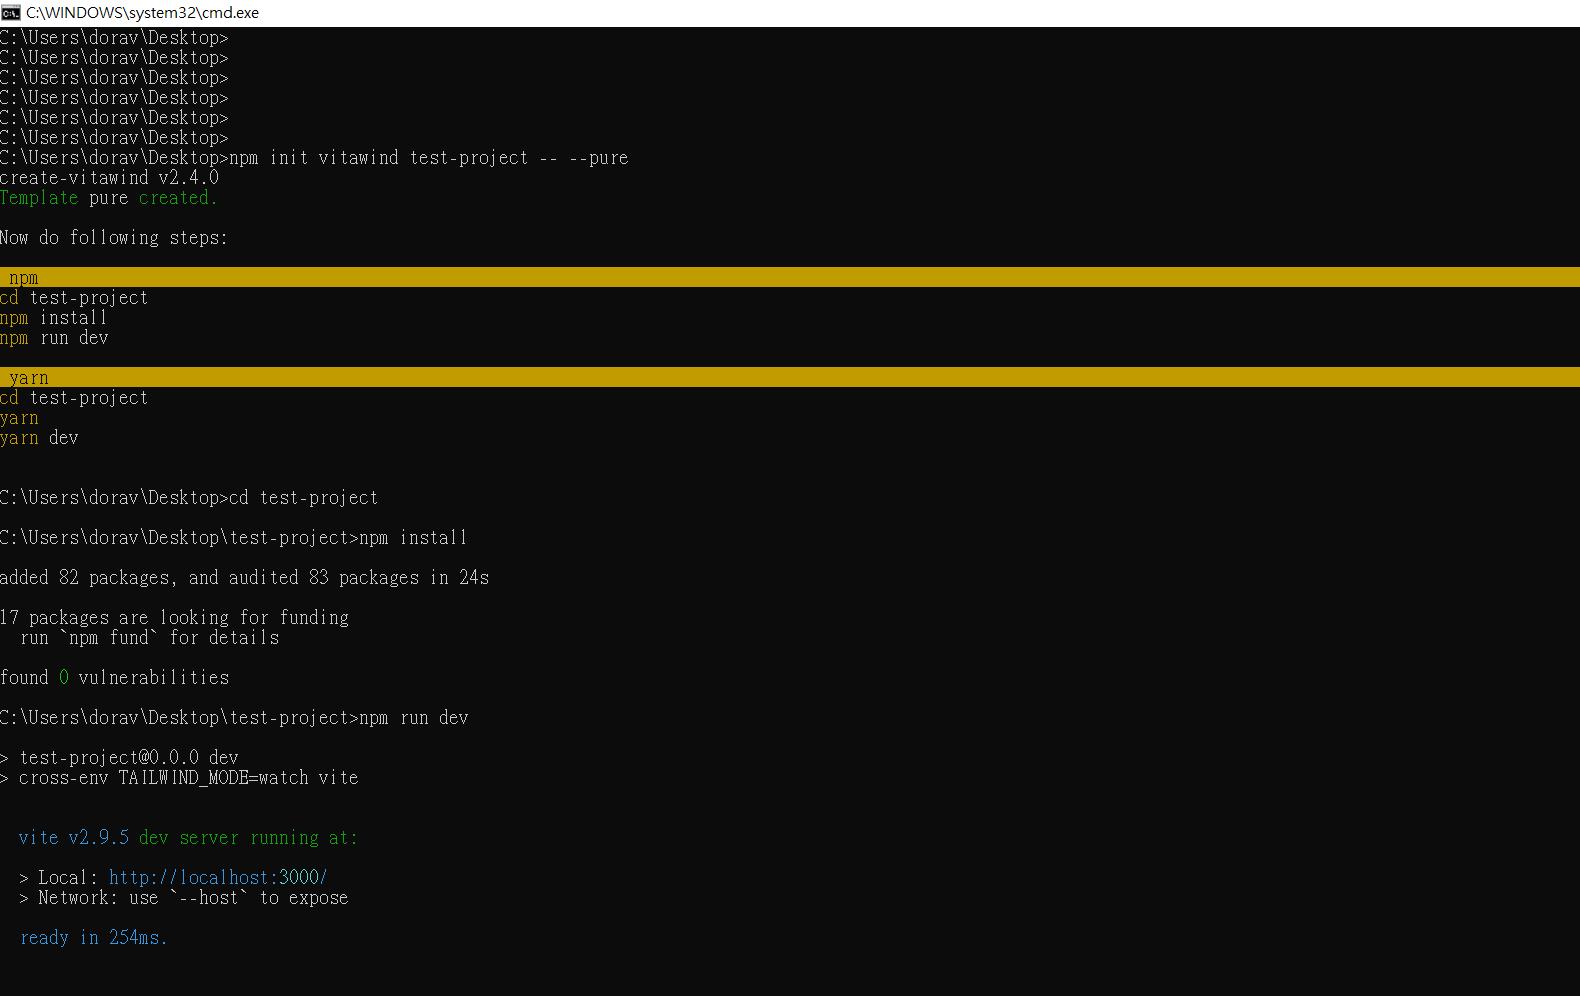 C:\WINDOWS\system32\cmd.exe
C:\Users\dorav\Desktop>
C:\Users\dorav\Desktop>
C:\Users\dorav\Desktop>
C:\Users\dorav\Desktop>
C:\Users\dorav\Desktop>
C:\Users\dorav\Desktop>
C:\Users\dorav\Desktop>npm init vitawind test-project -- --pure
create-vitawind v2.4.0
Template pure created.
Now do following steps:
npm
cd test-project
npm install
npm run dev
yarn
cd test-project
yarn
yarn dev
C:\Users\dorav\Desktop>cd test-project
C:\Users\dorav\Desktop\test-project>npm install
added 82 packages, and audited 83 packages in 24s
17 packages are looking for funding
  run `npm fund` for details
found 0 vulnerabilities
C:\Users\dorav\Desktop\test-project>npm run dev
> test-project@0.0.0 dev
> cross-env TAILWIND_MODE=watch vite
  vite v2.9.5 dev server running at:
  > Local: http://localhost:3000/
  > Network: use `--host` to expose
  ready in 254ms.